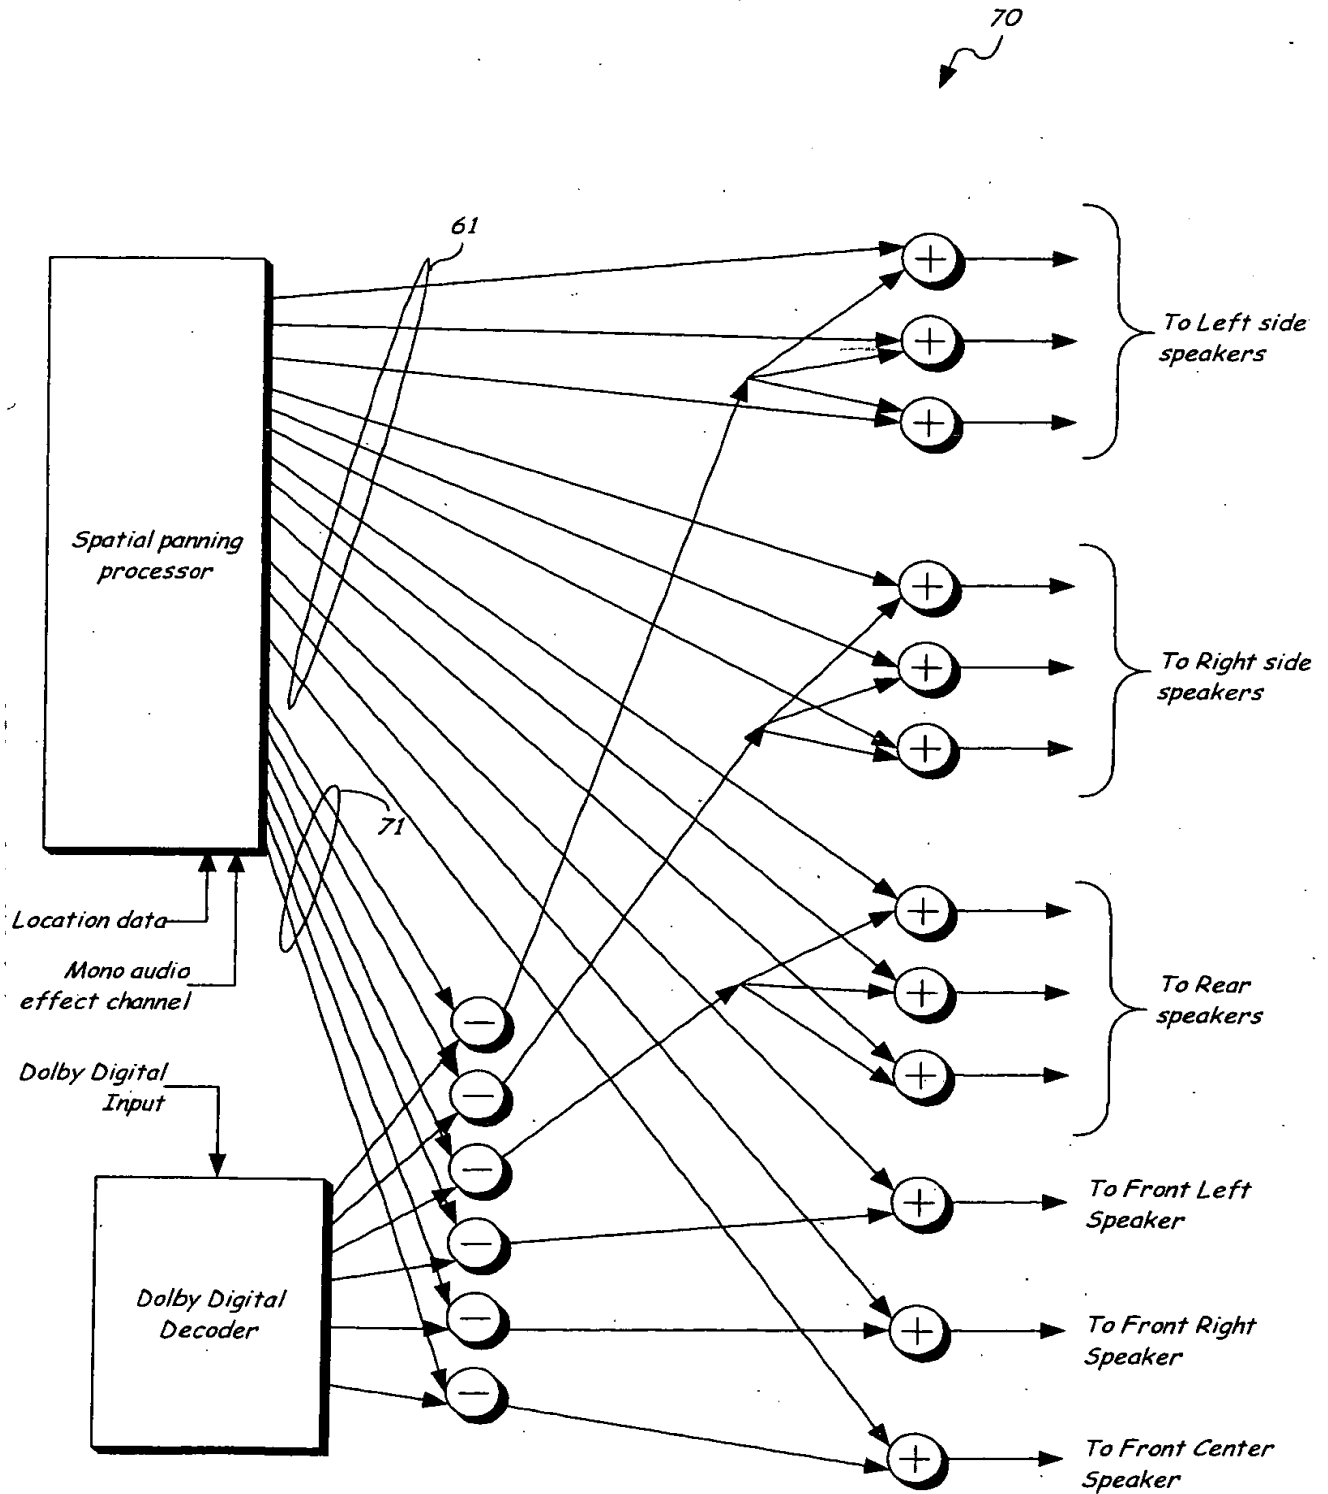 70
61
To Left side
speakers
Spatial panning
processor
To Right side
speakers
71
Location data
Mono audio
effect channel
To Rear
speakers
Dolby Digital
Input
To Front Left
Speaker
Dolby Digital
Decoder
To Front Right
Speaker
To Front Center
Speaker